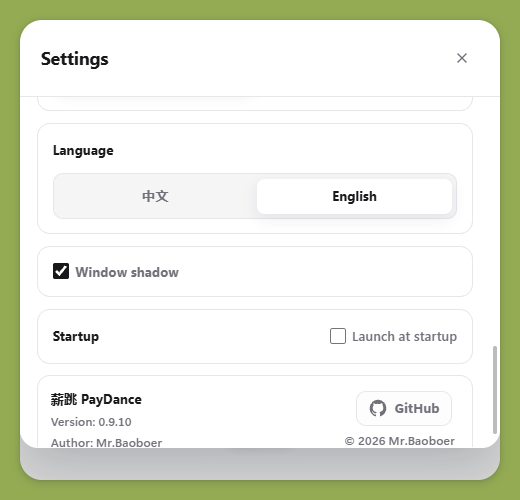 Settings
Language
中文 English
Window shadow
Startup Launch at startup
薪跳 PayDance
GitHub
Version: 0.9.10
Author: Mr.Baoboer © 2026 Mr.Baoboer